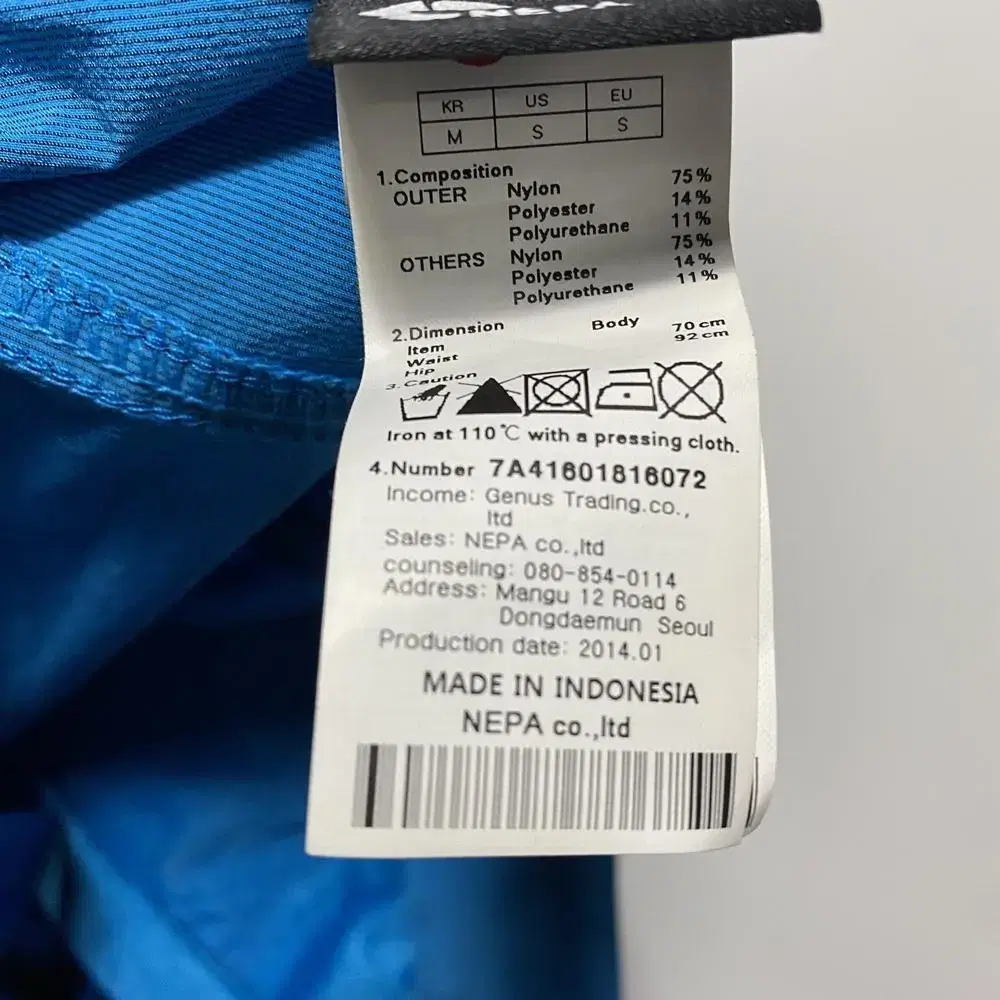 NEPA
KR US EU
M S S
1.Composition
OUTER Nylon 75%
Polyester 14%
Polyurethane 11%
OTHERS Nylon 75%
Polyester 14%
Polyurethane 11%
2.Dimension
Item Body
Waist 70cm
Hip 92cm
3.Caution
Iron at 110℃ with a pressing cloth.
4.Number 7A41601816072
Income: Genus Trading.co.,
ltd
Sales: NEPA co.,ltd
counseling: 080-854-0114
Address: Mangu 12 Road 6
Dongdaemun Seoul
Production date: 2014.01
MADE IN INDONESIA
NEPA co.,ltd